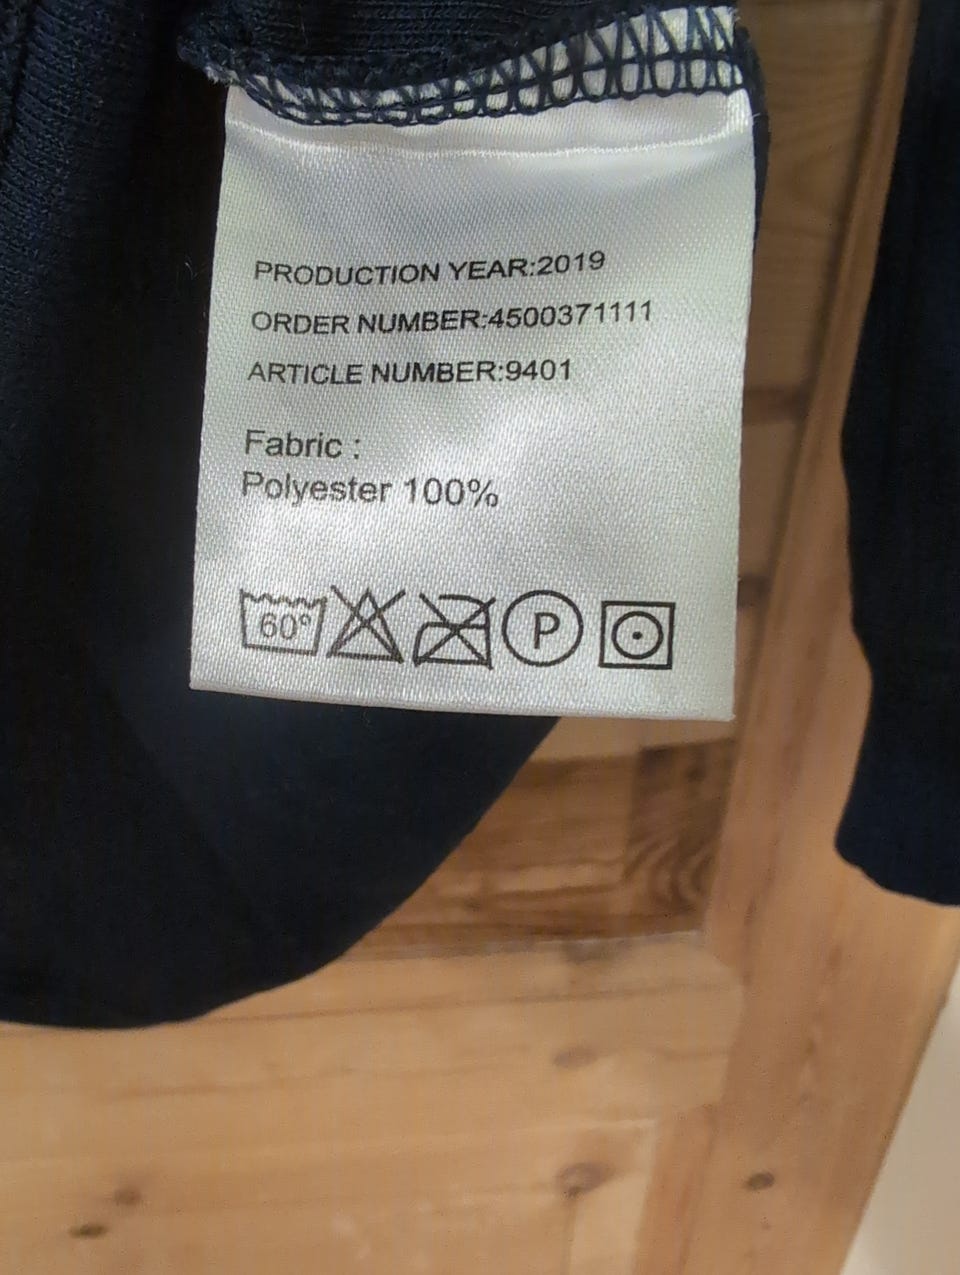 PRODUCTION YEAR:2019
ORDER NUMBER:4500371111
ARTICLE NUMBER:9401
Fabric :
Polyester 100%
60° P